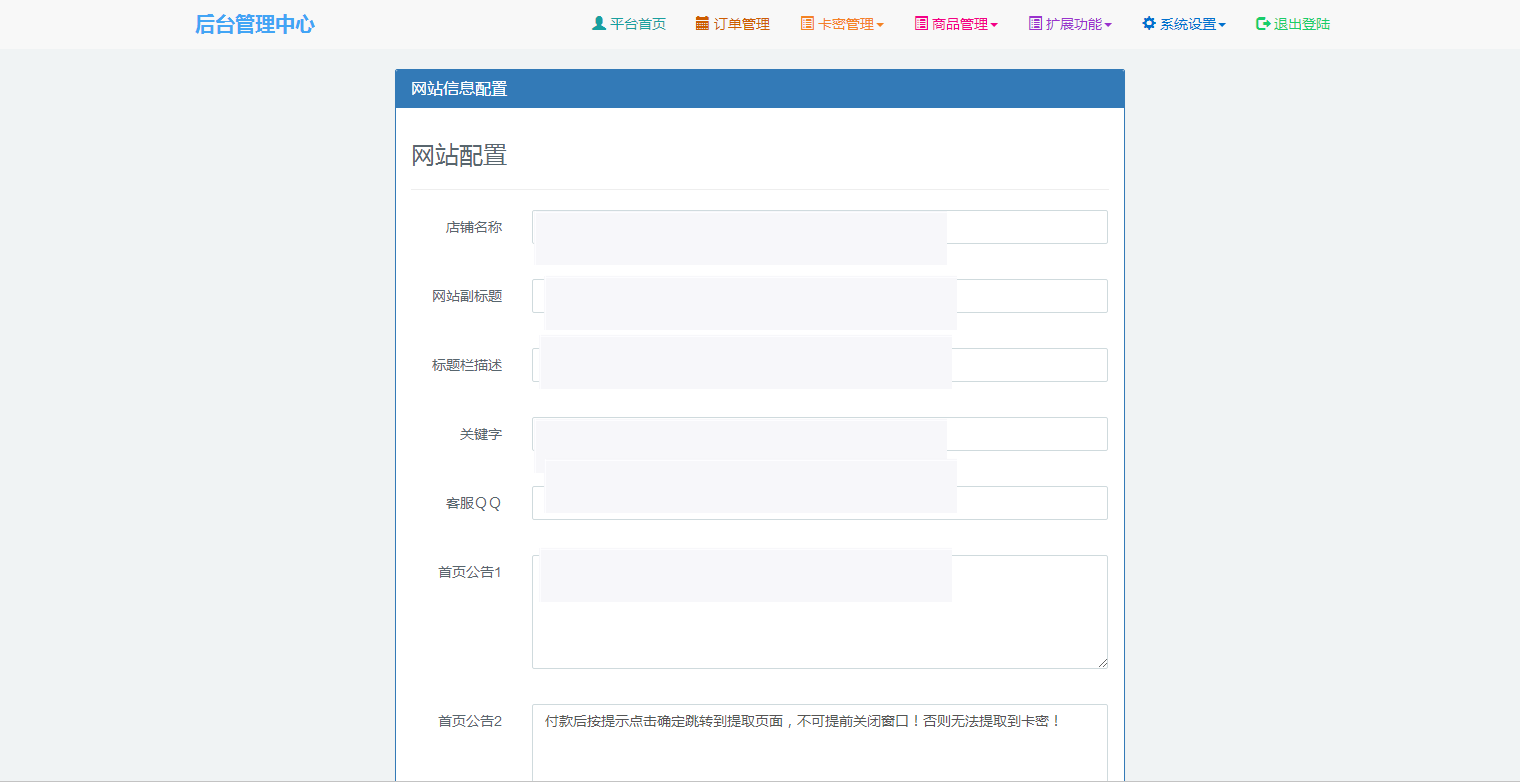 后台管理中心
平台首页
订单管理
卡密管理
商品管理
扩展功能
系统设置
退出登陆
网站信息配置
网站配置
店铺名称
网站副标题
标题栏描述
关键字
客服ＱＱ
首页公告1
首页公告2
付款后按提示点击确定跳转到提取页面，不可提前关闭窗口！否则无法提取到卡密！